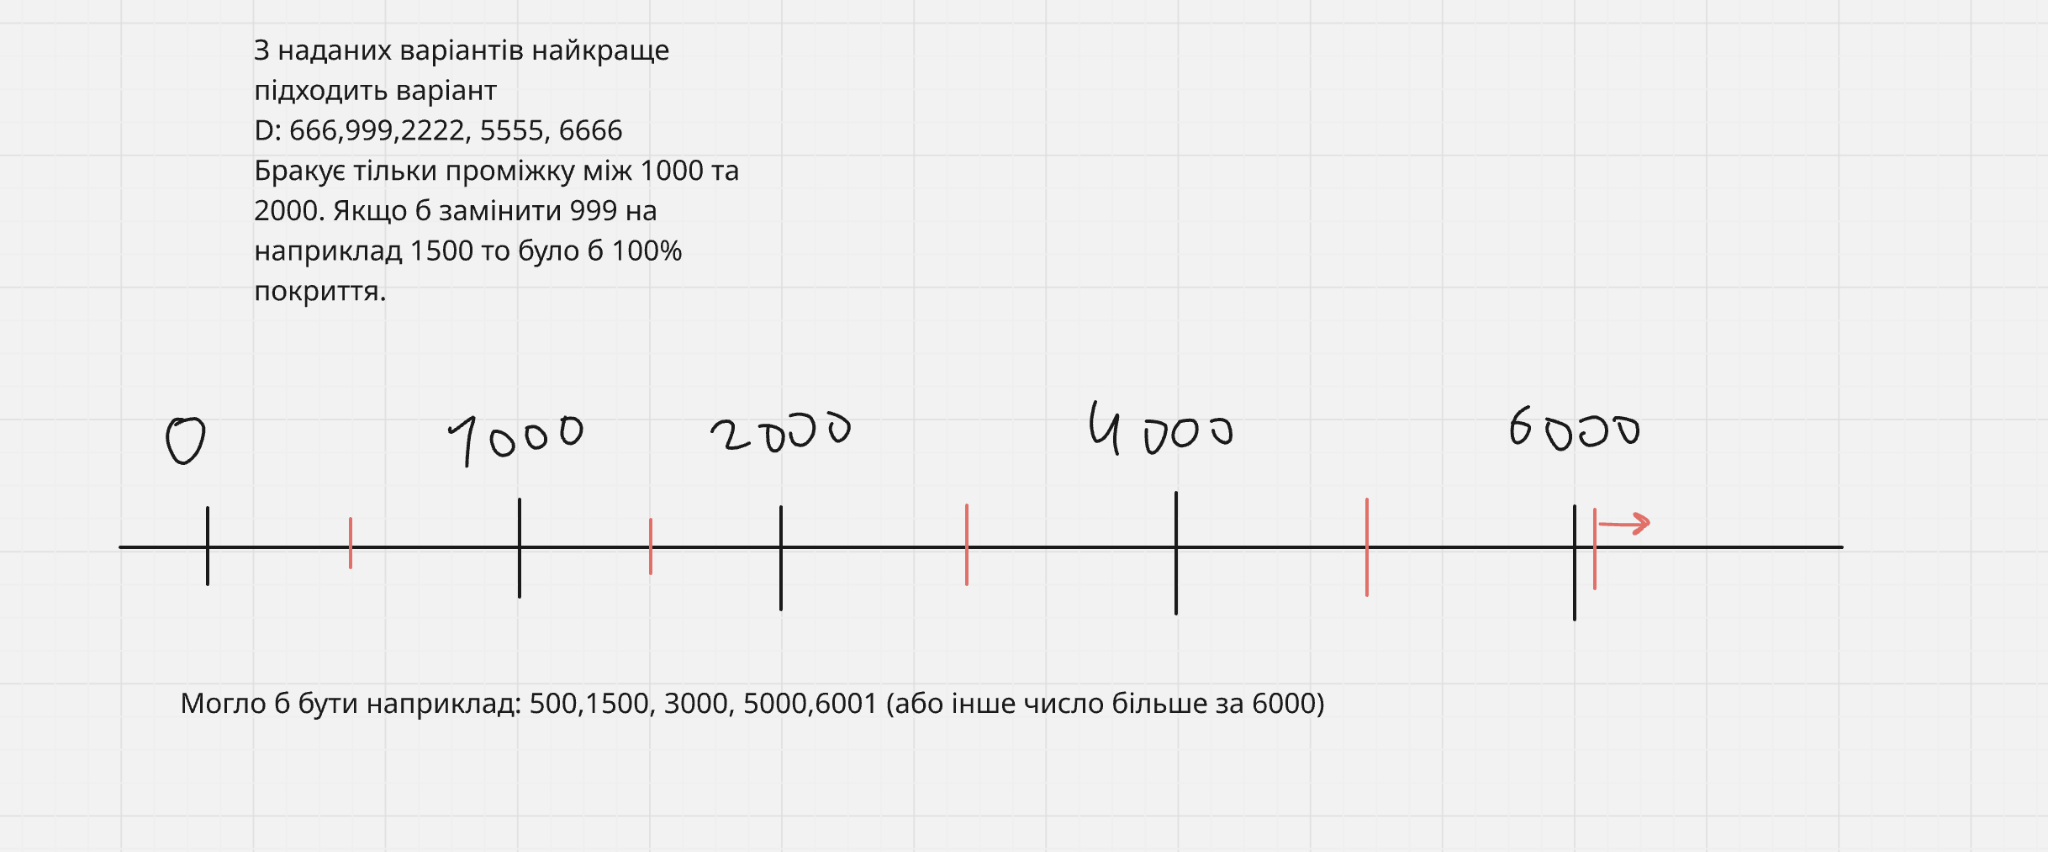 З наданих варіантів найкраще
підходить варіант
D: 666,999,2222, 5555, 6666
Бракує тільки проміжку між 1000 та
2000. Якщо б замінити 999 на
наприклад 1500 то було б 100%
покриття.
0 1000 2000 4000 6000
Могло б бути наприклад: 500,1500, 3000, 5000,6001 (або інше число більше за 6000)